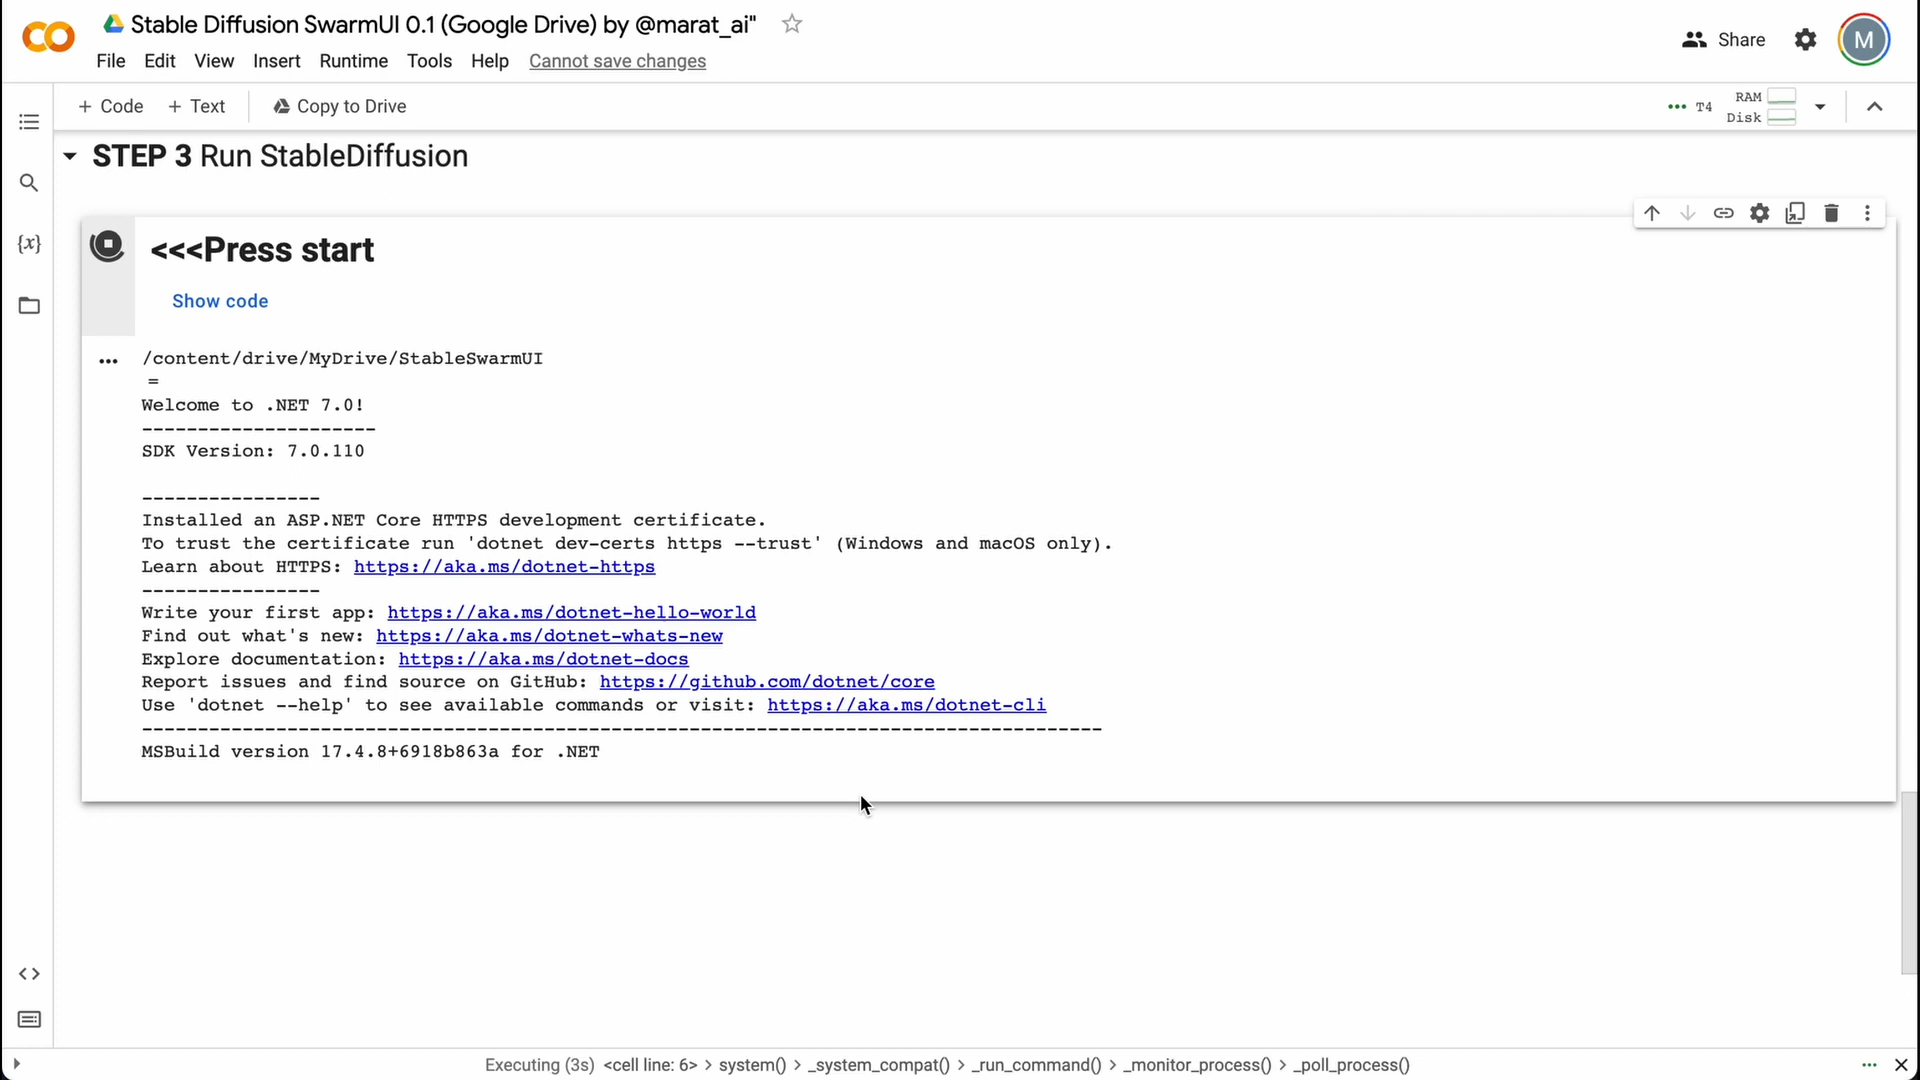 Stable Diffusion SwarmUI 0.1 (Google Drive) by @marat_ai"
File Edit View Insert Runtime Tools Help Cannot save changes
Share
M
+ Code + Text Copy to Drive
T4 RAM
Disk
STEP 3 Run StableDiffusion
<<<Press start
Show code
/content/drive/MyDrive/StableSwarmUI
=
Welcome to .NET 7.0!
---------------------
SDK Version: 7.0.110
----------------
Installed an ASP.NET Core HTTPS development certificate.
To trust the certificate run 'dotnet dev-certs https --trust' (Windows and macOS only).
Learn about HTTPS: https://aka.ms/dotnet-https
----------------
Write your first app: https://aka.ms/dotnet-hello-world
Find out what's new: https://aka.ms/dotnet-whats-new
Explore documentation: https://aka.ms/dotnet-docs
Report issues and find source on GitHub: https://github.com/dotnet/core
Use 'dotnet --help' to see available commands or visit: https://aka.ms/dotnet-cli
--------------------------------------------------------------------------------------
MSBuild version 17.4.8+6918b863a for .NET
Executing (3s) <cell line: 6> > system() > _system_compat() > _run_command() > _monitor_process() > _poll_process()